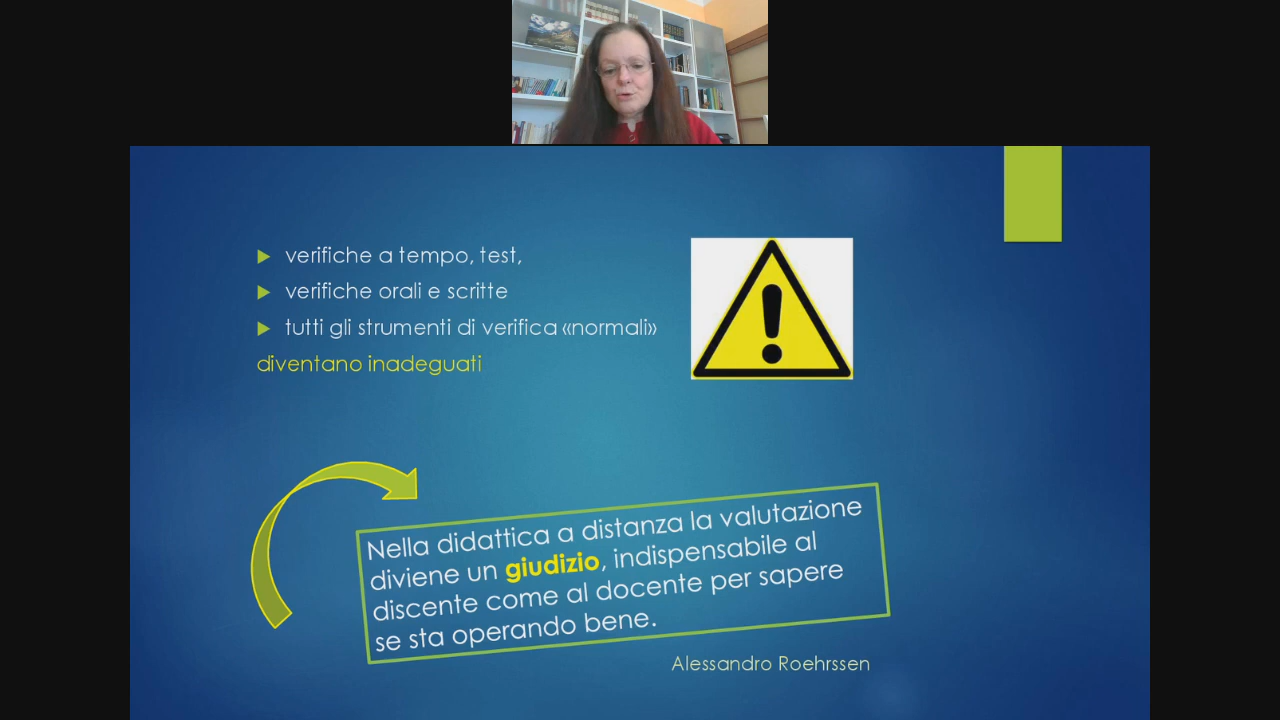 verifiche a tempo, test,
verifiche orali e scritte
tutti gli strumenti di verifica «normali»
diventano inadeguati
Nella didattica a distanza la valutazione
diviene un giudizio, indispensabile al
discente come al docente per sapere
se sta operando bene.
Alessandro Roehrssen